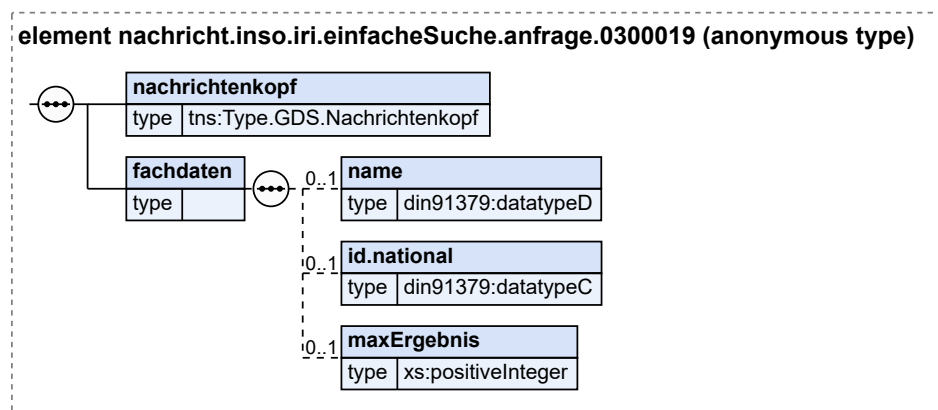 element nachricht.inso.iri.einfacheSuche.anfrage.0300019 (anonymous type)
nachrichtenkopf
type tns:Type.GDS.Nachrichtenkopf
fachdaten
type
0..1 name
type din91379:datatypeD
0..1 id.national
type din91379:datatypeC
0..1 maxErgebnis
type xs:positiveInteger